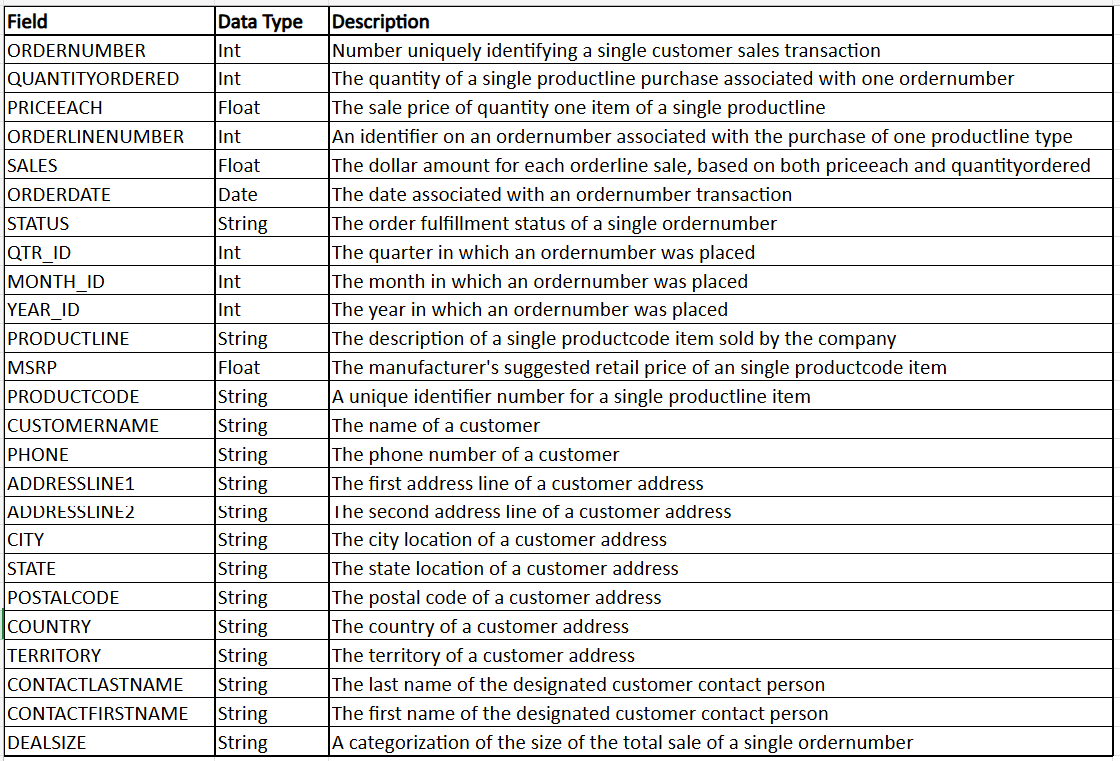 Field Data Type Description
ORDERNUMBER Int Number uniquely identifying a single customer sales transaction
QUANTITYORDERED Int The quantity of a single productline purchase associated with one ordernumber
PRICEEACH Float The sale price of quantity one item of a single productline
ORDERLINENUMBER Int An identifier on an ordernumber associated with the purchase of one productline type
SALES Float The dollar amount for each orderline sale, based on both priceeach and quantityordered
ORDERDATE Date The date associated with an ordernumber transaction
STATUS String The order fulfillment status of a single ordernumber
QTR_ID Int The quarter in which an ordernumber was placed
MONTH_ID Int The month in which an ordernumber was placed
YEAR_ID Int The year in which an ordernumber was placed
PRODUCTLINE String The description of a single productcode item sold by the company
MSRP Float The manufacturer's suggested retail price of an single productcode item
PRODUCTCODE String A unique identifier number for a single productline item
CUSTOMERNAME String The name of a customer
PHONE String The phone number of a customer
ADDRESSLINE1 String The first address line of a customer address
ADDRESSLINE2 String The second address line of a customer address
CITY String The city location of a customer address
STATE String The state location of a customer address
POSTALCODE String The postal code of a customer address
COUNTRY String The country of a customer address
TERRITORY String The territory of a customer address
CONTACTLASTNAME String The last name of the designated customer contact person
CONTACTFIRSTNAME String The first name of the designated customer contact person
DEALSIZE String A categorization of the size of the total sale of a single ordernumber